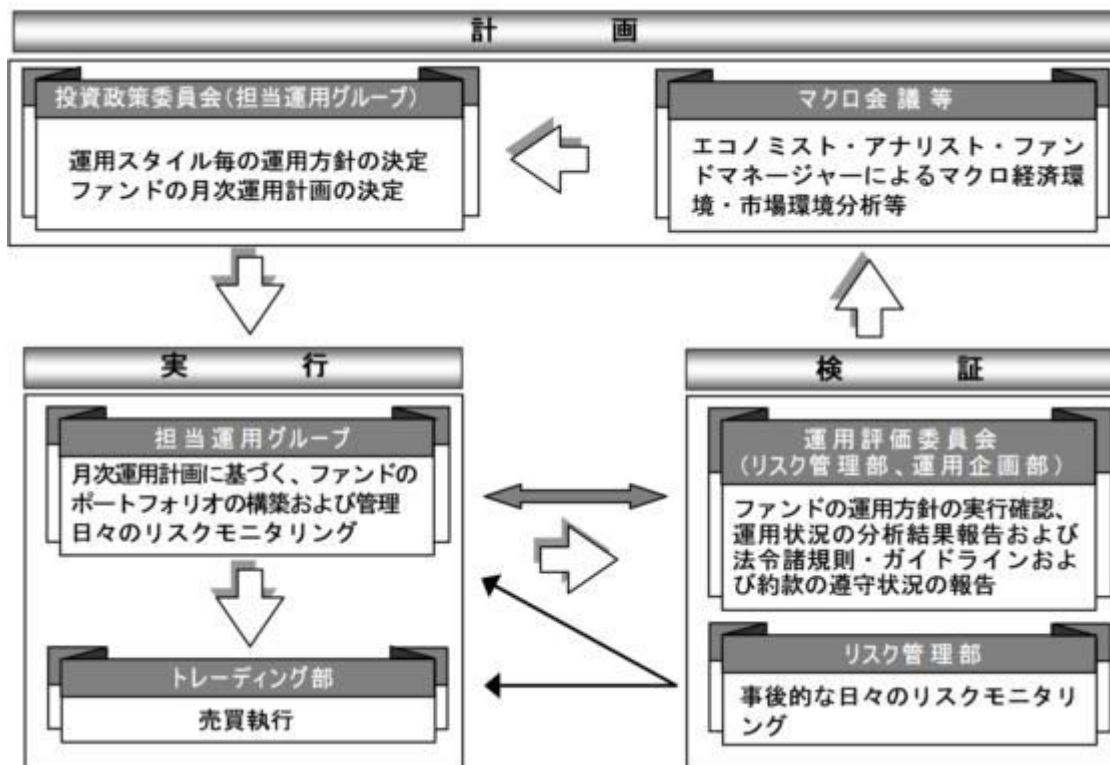 計画
投資政策委員会(担当運用グループ)
運用スタイル毎の運用方針の決定
ファンドの月次運用計画の決定
マクロ会議等
エコノミスト・アナリスト・ファン
ドマネージャーによるマクロ経済環
境・市場環境分析等
実行
担当運用グループ
月次運用計画に基づく、ファンドの
ポートフォリオの構築および管理
日々のリスクモニタリング
トレーディング部
売買執行
検証
運用評価委員会
(リスク管理部、運用企画部)
ファンドの運用方針の実行確認、
運用状況の分析結果報告および
法令諸規則・ガイドラインおよ
び約款の遵守状況の報告
リスク管理部
事後的な日々のリスクモニタリ
ング